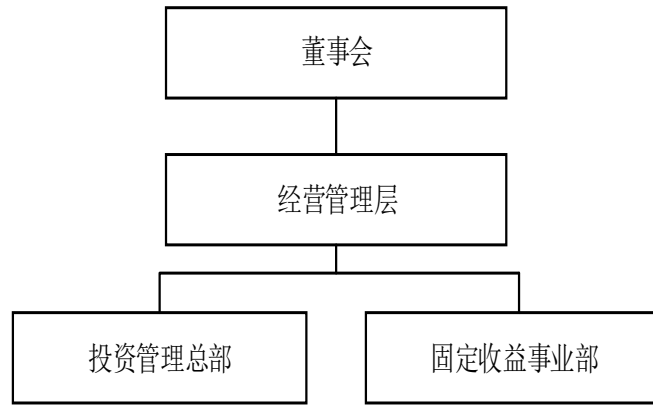 董事会
经营管理层
投资管理总部
固定收益事业部